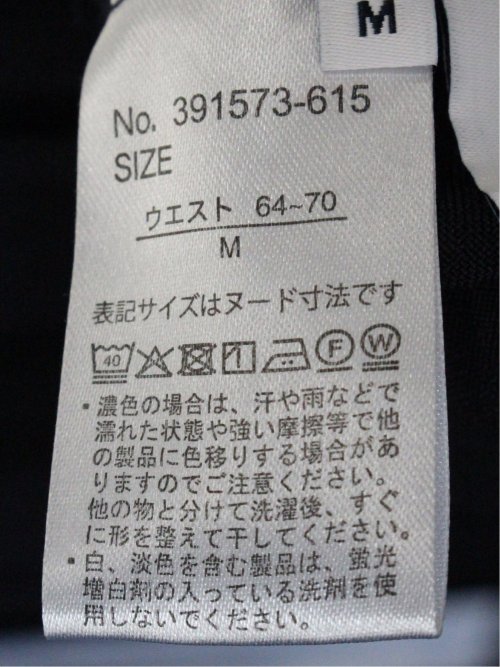 M
No. 391573-615
SIZE
ウエスト 64~70
M
表記サイズはヌード寸法です
40 F W
・濃色の場合は、汗や雨などで
濡れた状態や強い摩擦等で他
の製品に色移りする場合があ
りますのでご注意ください。
他の物と分けて洗濯後、すぐ
に形を整えて干してください。
・白、淡色を含む製品は、蛍光
増白剤の入っている洗剤を使
用しないでください。